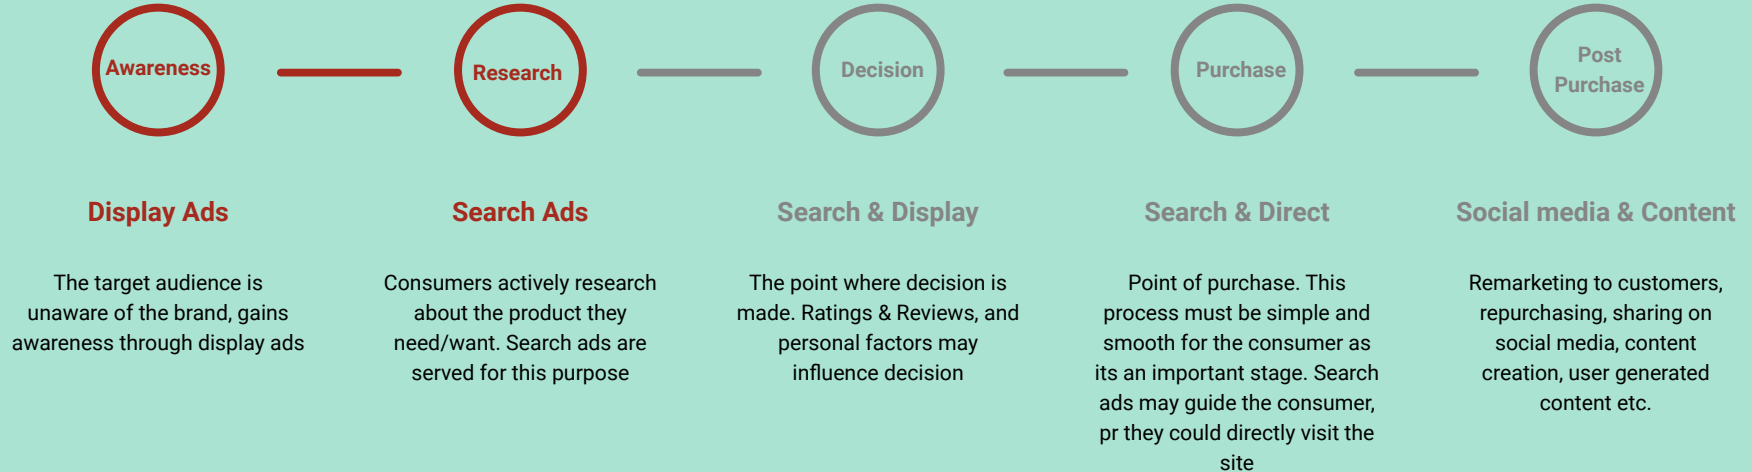 Awareness
Research
Decision
Purchase
Post
Purchase
Display Ads
Search Ads
Search & Display
Search & Direct
Social media & Content
The target audience is
unaware of the brand, gains
awareness through display ads
Consumers actively research
about the product they
need/want. Search ads are
served for this purpose
The point where decision is
made. Ratings & Reviews, and
personal factors may
influence decision
Point of purchase. This
process must be simple and
smooth for the consumer as
its an important stage. Search
ads may guide the consumer,
pr they could directly visit the
site
Remarketing to customers,
repurchasing, sharing on
social media, content
creation, user generated
content etc.